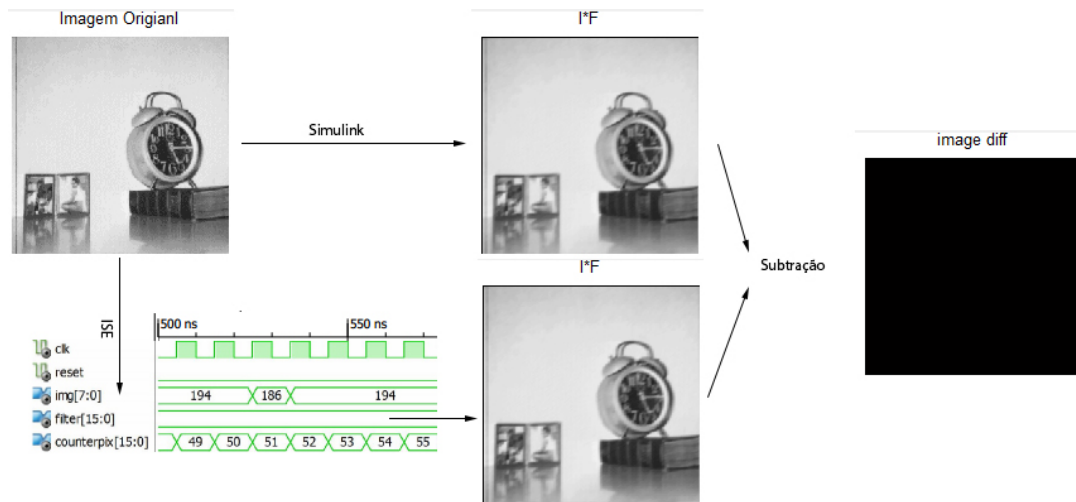 Imagem Origianl
I*F
Simulink
image diff
I*F
Subtração
ISE
500 ns
550 ns
clk
reset
img[7:0]
194
186
194
filter[15:0]
counterpix[15:0]
49
50
51
52
53
54
55